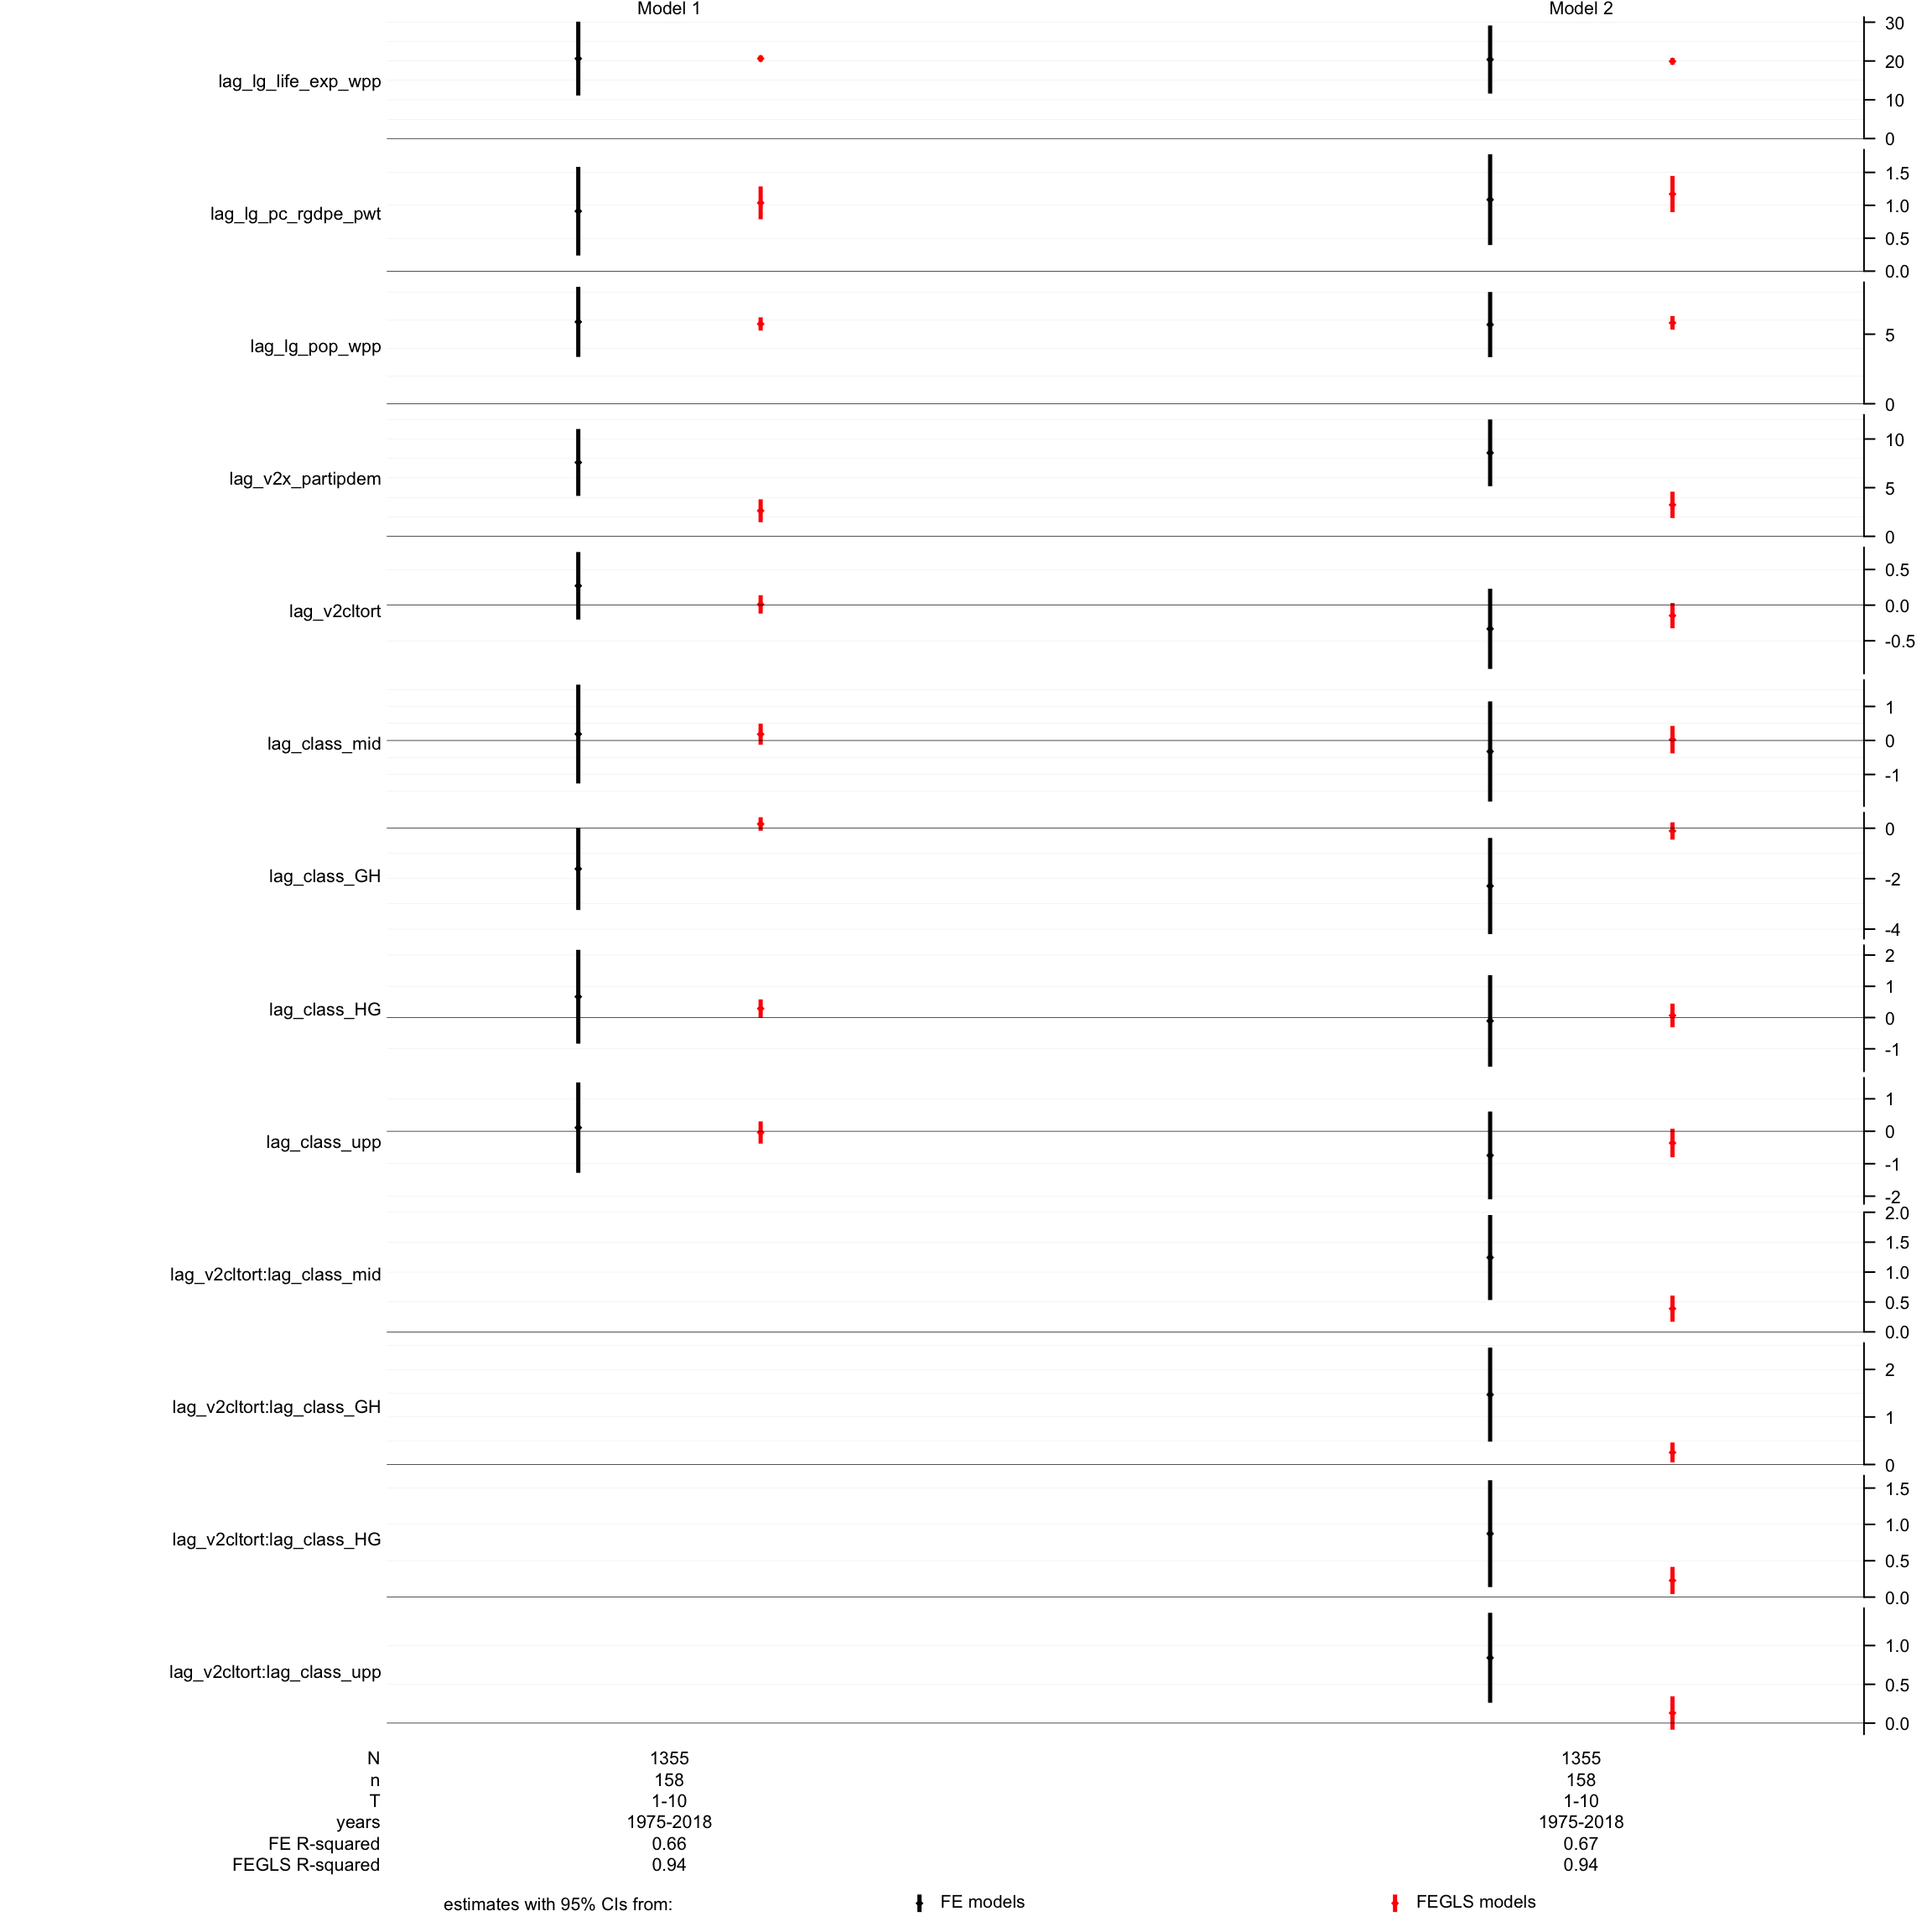 Model 1 Model 2
30
20
lag_lg_life_exp_wpp
10
0
1.5
lag_lg_pc_rgdpe_pwt
1.0
0.5
0.0
5
lag_lg_pop_wpp
0
10
lag_v2x_partipdem
5
0
0.5
0.0
lag_v2cltort
-0.5
1
0
lag_class_mid
-1
0
lag_class_GH
-2
-4
2
1
lag_class_HG
0
-1
1
0
lag_class_upp
-1
-2
2.0
1.5
lag_v2cltort:lag_class_mid
1.0
0.5
0.0
2
lag_v2cltort:lag_class_GH
1
0
1.5
1.0
lag_v2cltort:lag_class_HG
0.5
0.0
1.0
lag_v2cltort:lag_class_upp
0.5
0.0
N 1355 1355
n 158 158
T 1-10 1-10
years 1975-2018 1975-2018
FE R-squared 0.66 0.67
FEGLS R-squared 0.94 0.94
estimates with 95% CIs from: FE models FEGLS models